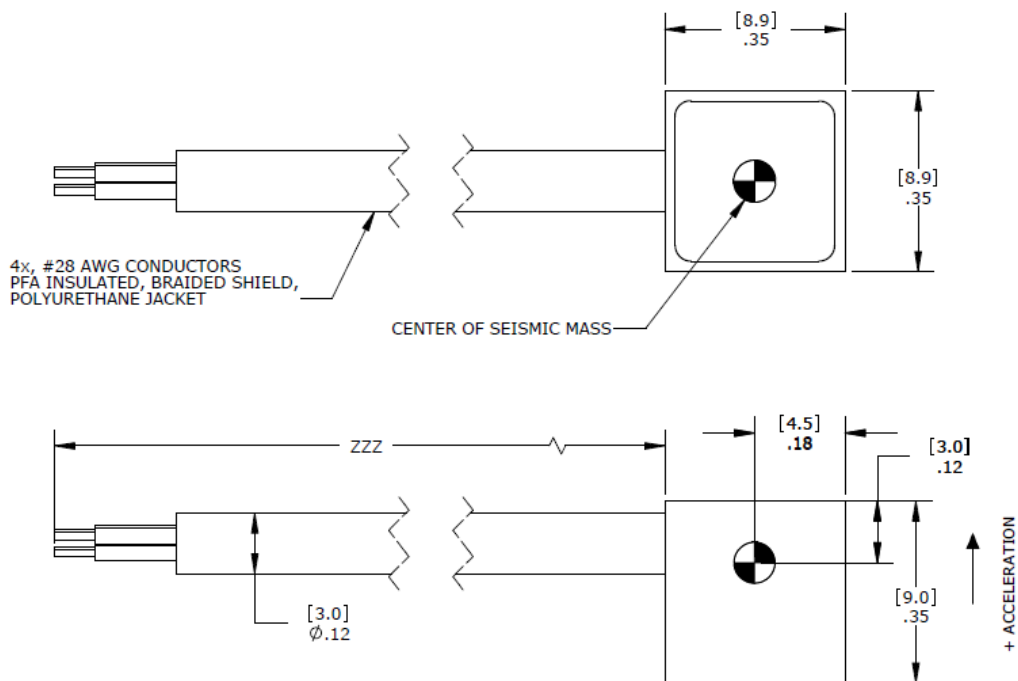 [8.9]
.35
[8.9]
.35
4x, #28 AWG CONDUCTORS
PFA INSULATED, BRAIDED SHIELD,
POLYURETHANE JACKET
CENTER OF SEISMIC MASS
ZZZ
[4.5]
.18
[3.0]
.12
[3.0]
Ø.12
[9.0]
.35
+ ACCELERATION